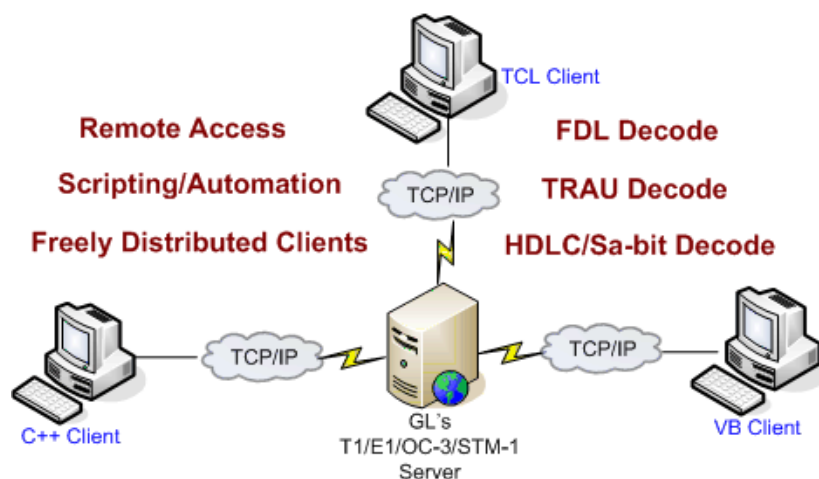 TCL Client
Remote Access
FDL Decode
Scripting/Automation
TCP/IP
TRAU Decode
Freely Distributed Clients
HDLC/Sa-bit Decode
TCP/IP
TCP/IP
C++ Client
GL's
T1/E1/OC-3/STM-1
Server
VB Client